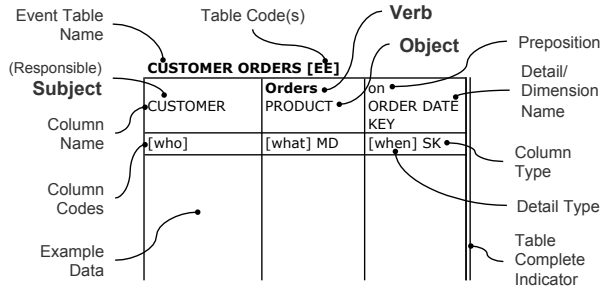 Event Table
Name
Table Code(s)
Verb
Object
Preposition
CUSTOMER ORDERS [EE]
(Responsible)
Subject
Detail/
Dimension
Name
Orders
on
CUSTOMER
PRODUCT
ORDER DATE
KEY
Column
Name
[who]
[what] MD
[when] SK
Column
Type
Column
Codes
Detail Type
Example
Data
Table
Complete
Indicator